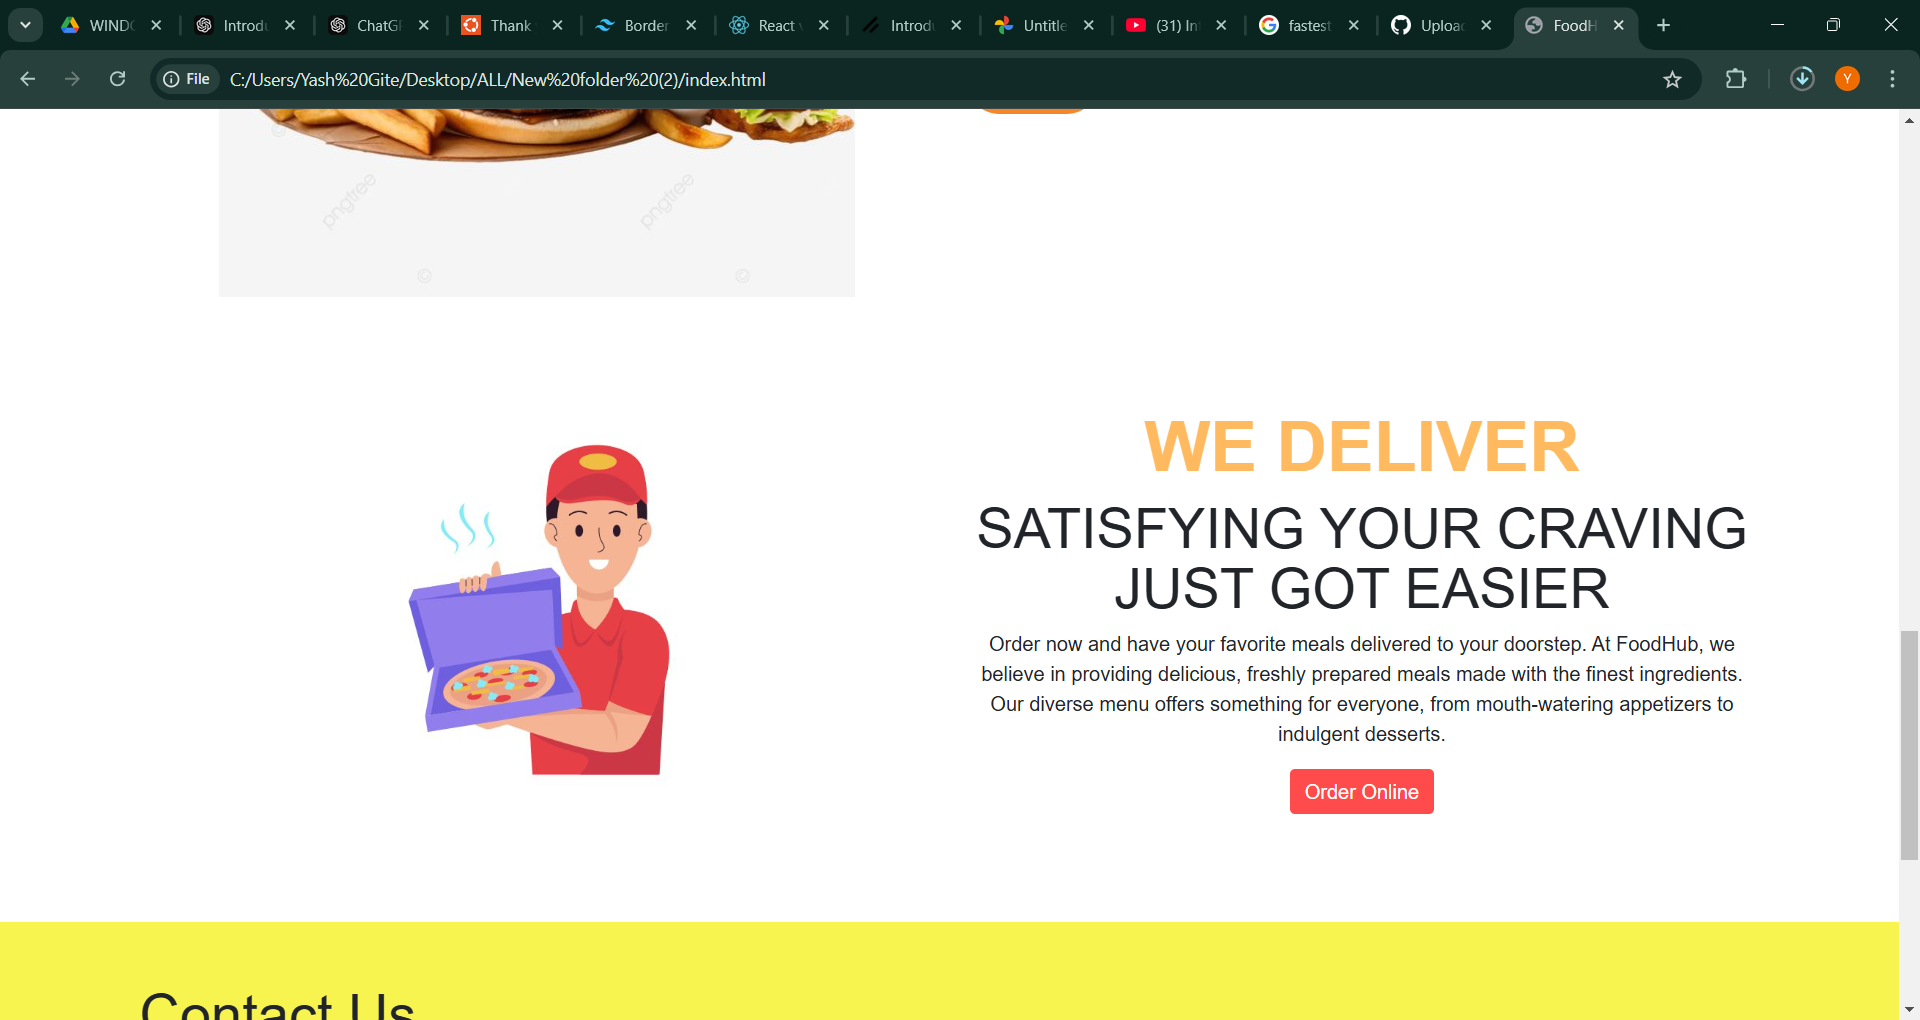 WIND
Introdu
ChatGP
Thank
Border
React
Introdu
Untitle
(31) In
fastest
Upload
FoodH
File
C:/Users/Yash%20Gite/Desktop/ALL/New%20folder%20(2)/index.html
Y
pngtree
pngtree
WE DELIVER
SATISFYING YOUR CRAVING
JUST GOT EASIER
Order now and have your favorite meals delivered to your doorstep. At FoodHub, we
believe in providing delicious, freshly prepared meals made with the finest ingredients.
Our diverse menu offers something for everyone, from mouth-watering appetizers to
indulgent desserts.
Order Online
Contact Us